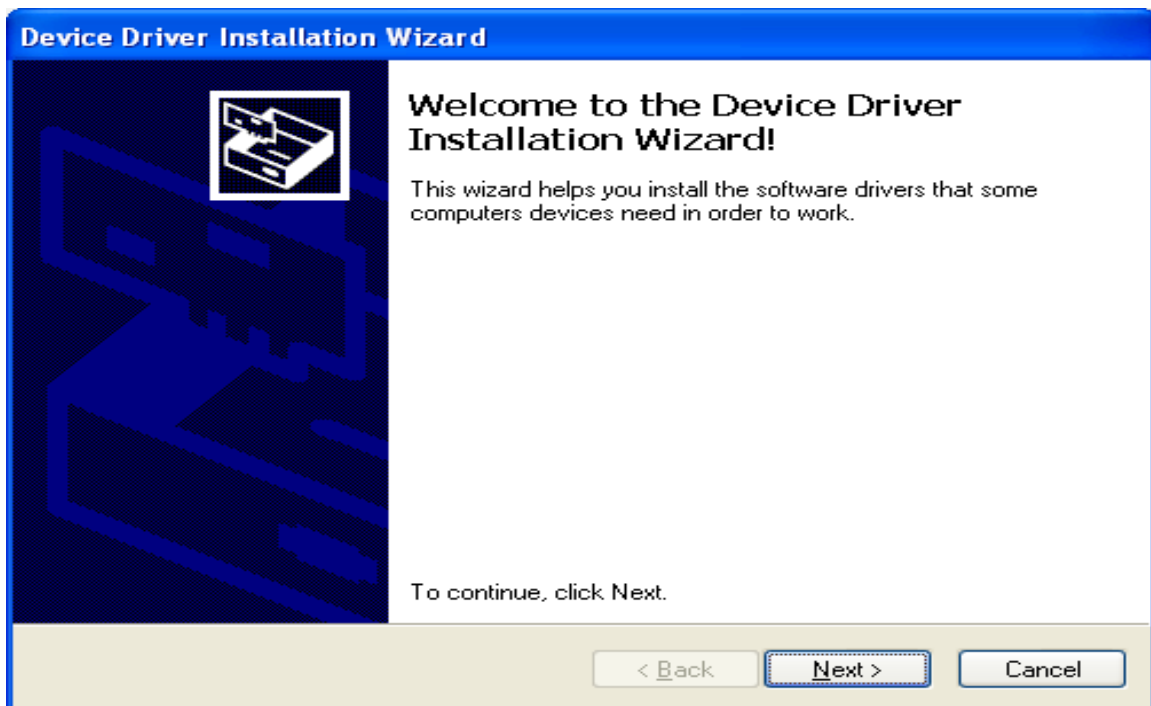 Device Driver Installation Wizard
Welcome to the Device Driver
Installation Wizard!
This wizard helps you install the software drivers that some
computers devices need in order to work.
To continue, click Next.
< Back
Next >
Cancel